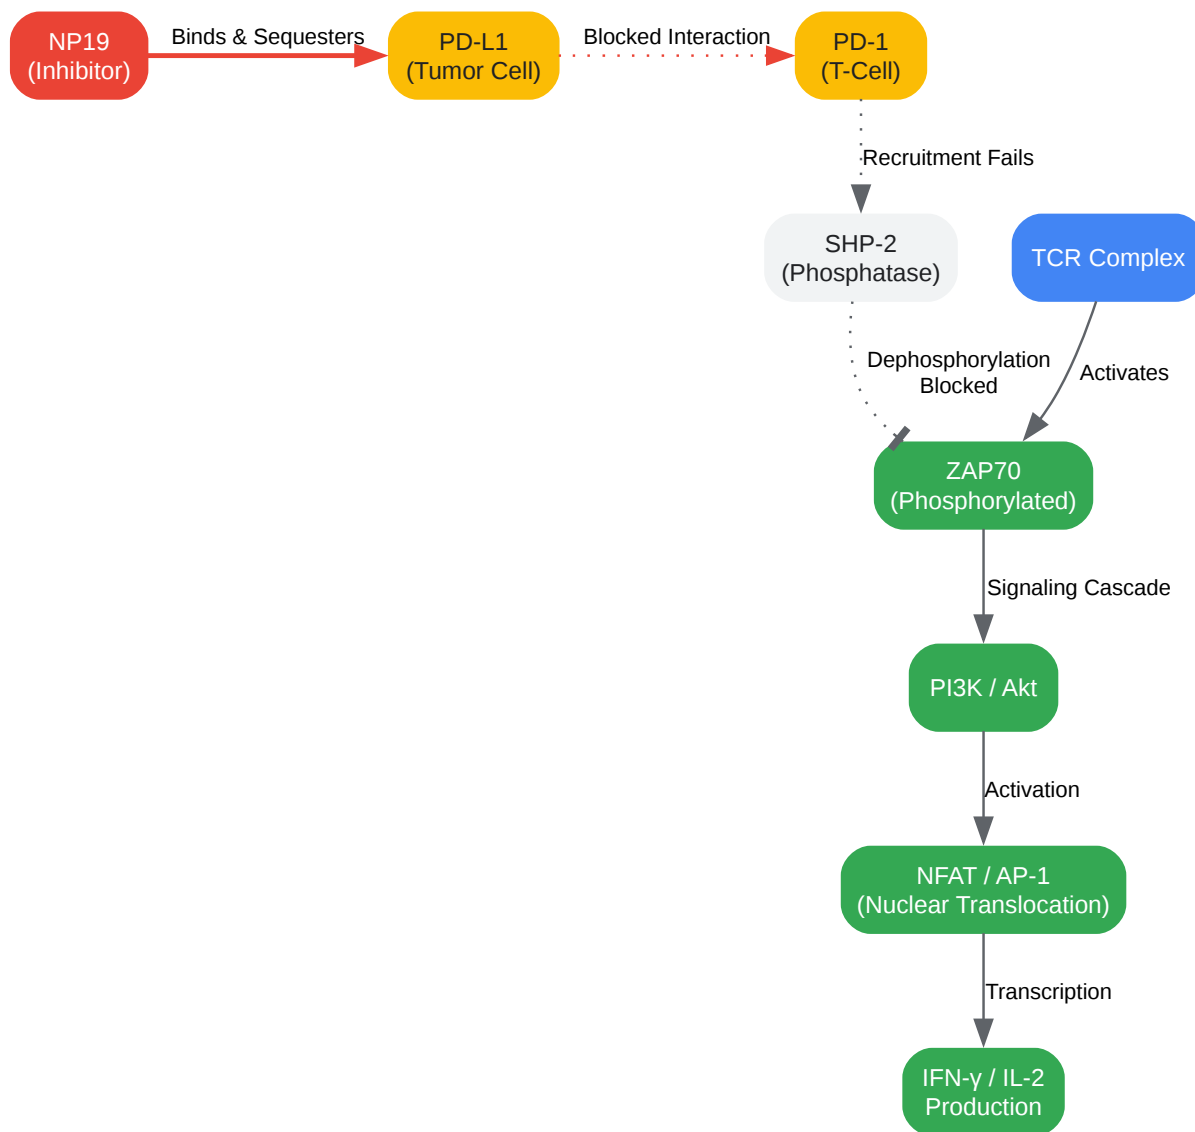 NP19
(Inhibitor)
Binds & Sequesters
PD-L1
(Tumor Cell)
Blocked Interaction
PD-1
(T-Cell)
Recruitment Fails
SHP-2
(Phosphatase)
TCR Complex
Dephosphorylation
Blocked
Activates
ZAP70
(Phosphorylated)
Signaling Cascade
PI3K / Akt
Activation
NFAT / AP-1
(Nuclear Translocation)
Transcription
IFN-γ / IL-2
Production